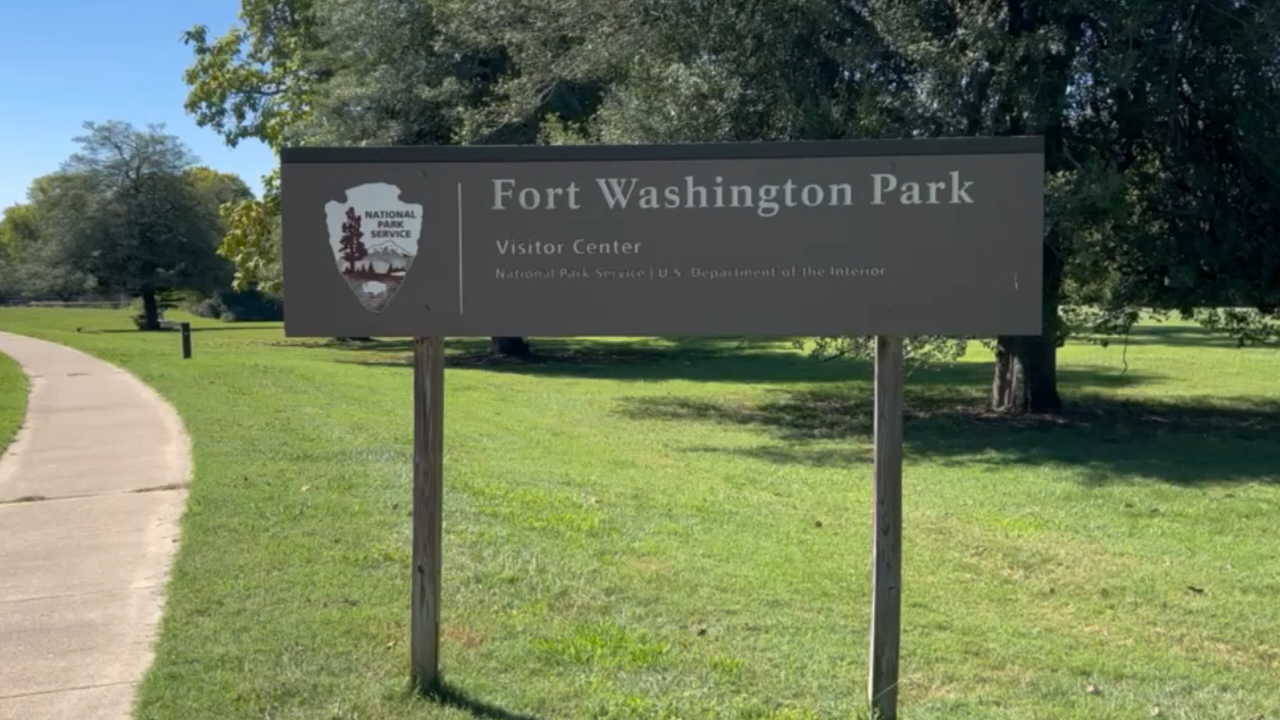 NATIONAL
PARK
SERVICE
Fort Washington Park
Visitor Center
National Park Service | U.S. Department of the Interior